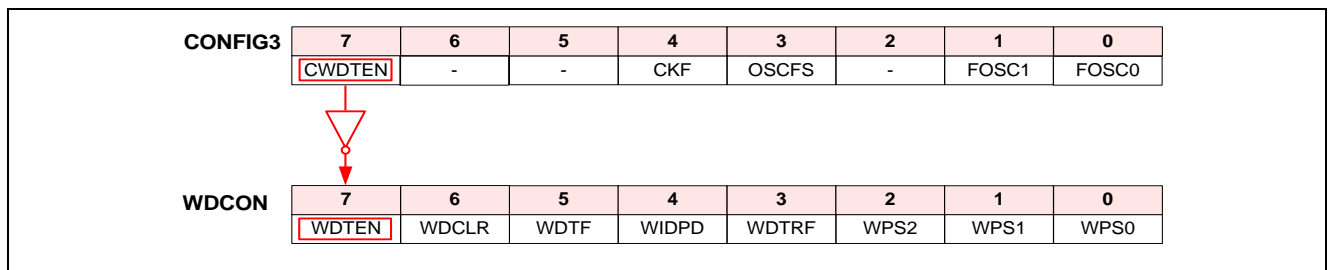 CONFIG3 7 6 5 4 3 2 1 0
CWDTEN - - CKF OSCFS - FOSC1 FOSC0
WDCON 7 6 5 4 3 2 1 0
WDTEN WDCLR WDTF WIDPD WDTRF WPS2 WPS1 WPS0